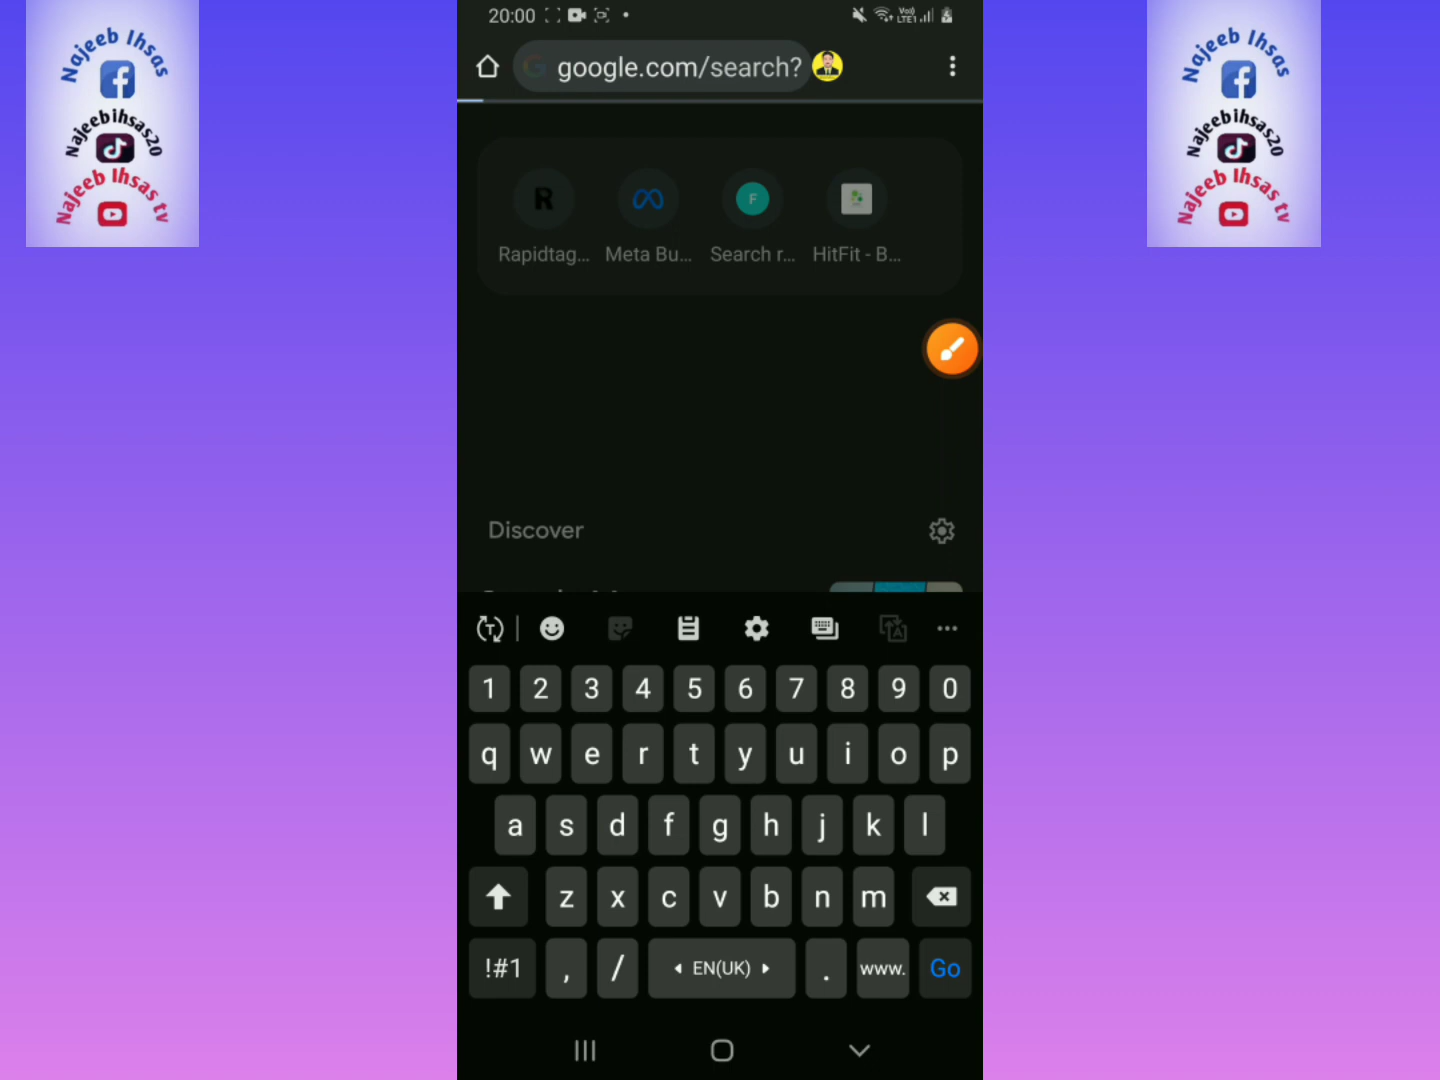 Najeeb Ihsas
Najeebihsas20
Najeeb Ihsas tv
20:00
Vo))
LTE1
google.com/search?
R
F
Rapidtag...
Meta Bu...
Search r...
HitFit - B...
Discover
T
A
1 2 3 4 5 6 7 8 9 0
q w e r t y u i o p
a s d f g h j k l
z x c v b n m
!#1 , / EN(UK) . www. Go
Najeeb Ihsas
Najeebihsas20
Najeeb Ihsas tv